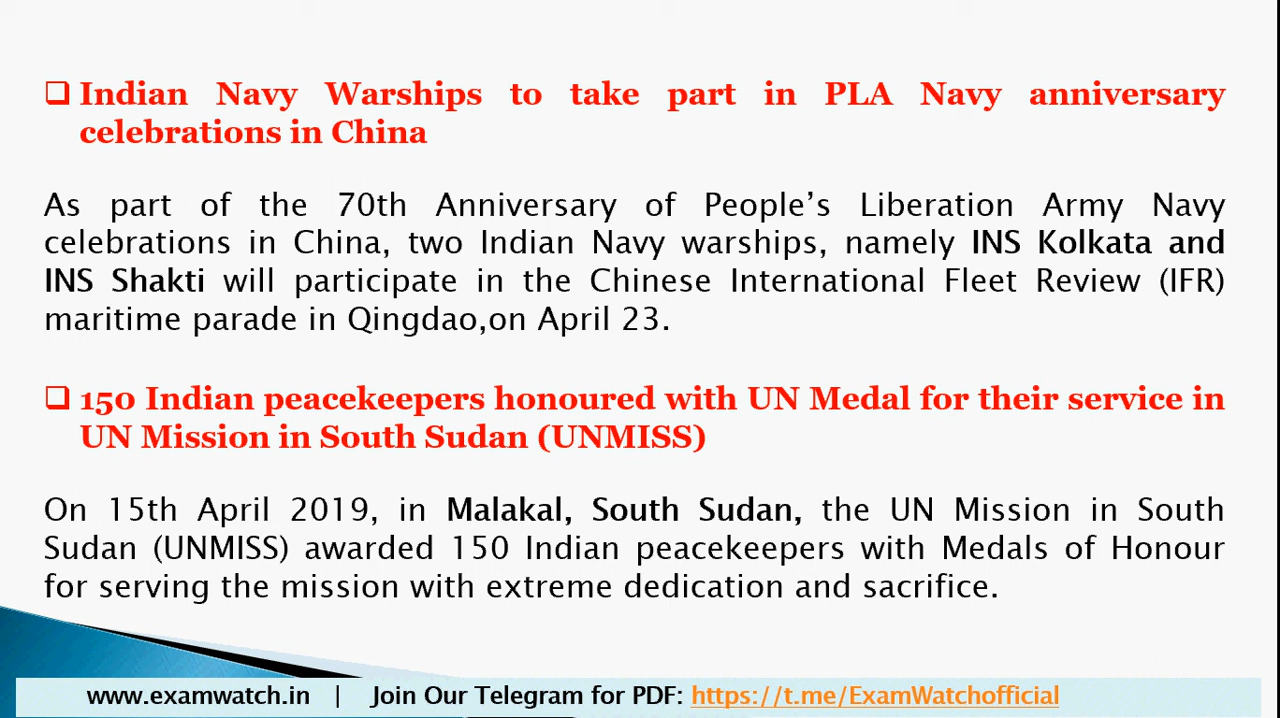 Indian Navy Warships to take part in PLA Navy anniversary
celebrations in China
As part of the 70th Anniversary of People’s Liberation Army Navy
celebrations in China, two Indian Navy warships, namely INS Kolkata and
INS Shakti will participate in the Chinese International Fleet Review (IFR)
maritime parade in Qingdao,on April 23.
150 Indian peacekeepers honoured with UN Medal for their service in
UN Mission in South Sudan (UNMISS)
On 15th April 2019, in Malakal, South Sudan, the UN Mission in South
Sudan (UNMISS) awarded 150 Indian peacekeepers with Medals of Honour
for serving the mission with extreme dedication and sacrifice.
www.examwatch.in | Join Our Telegram for PDF: https://t.me/ExamWatchofficial